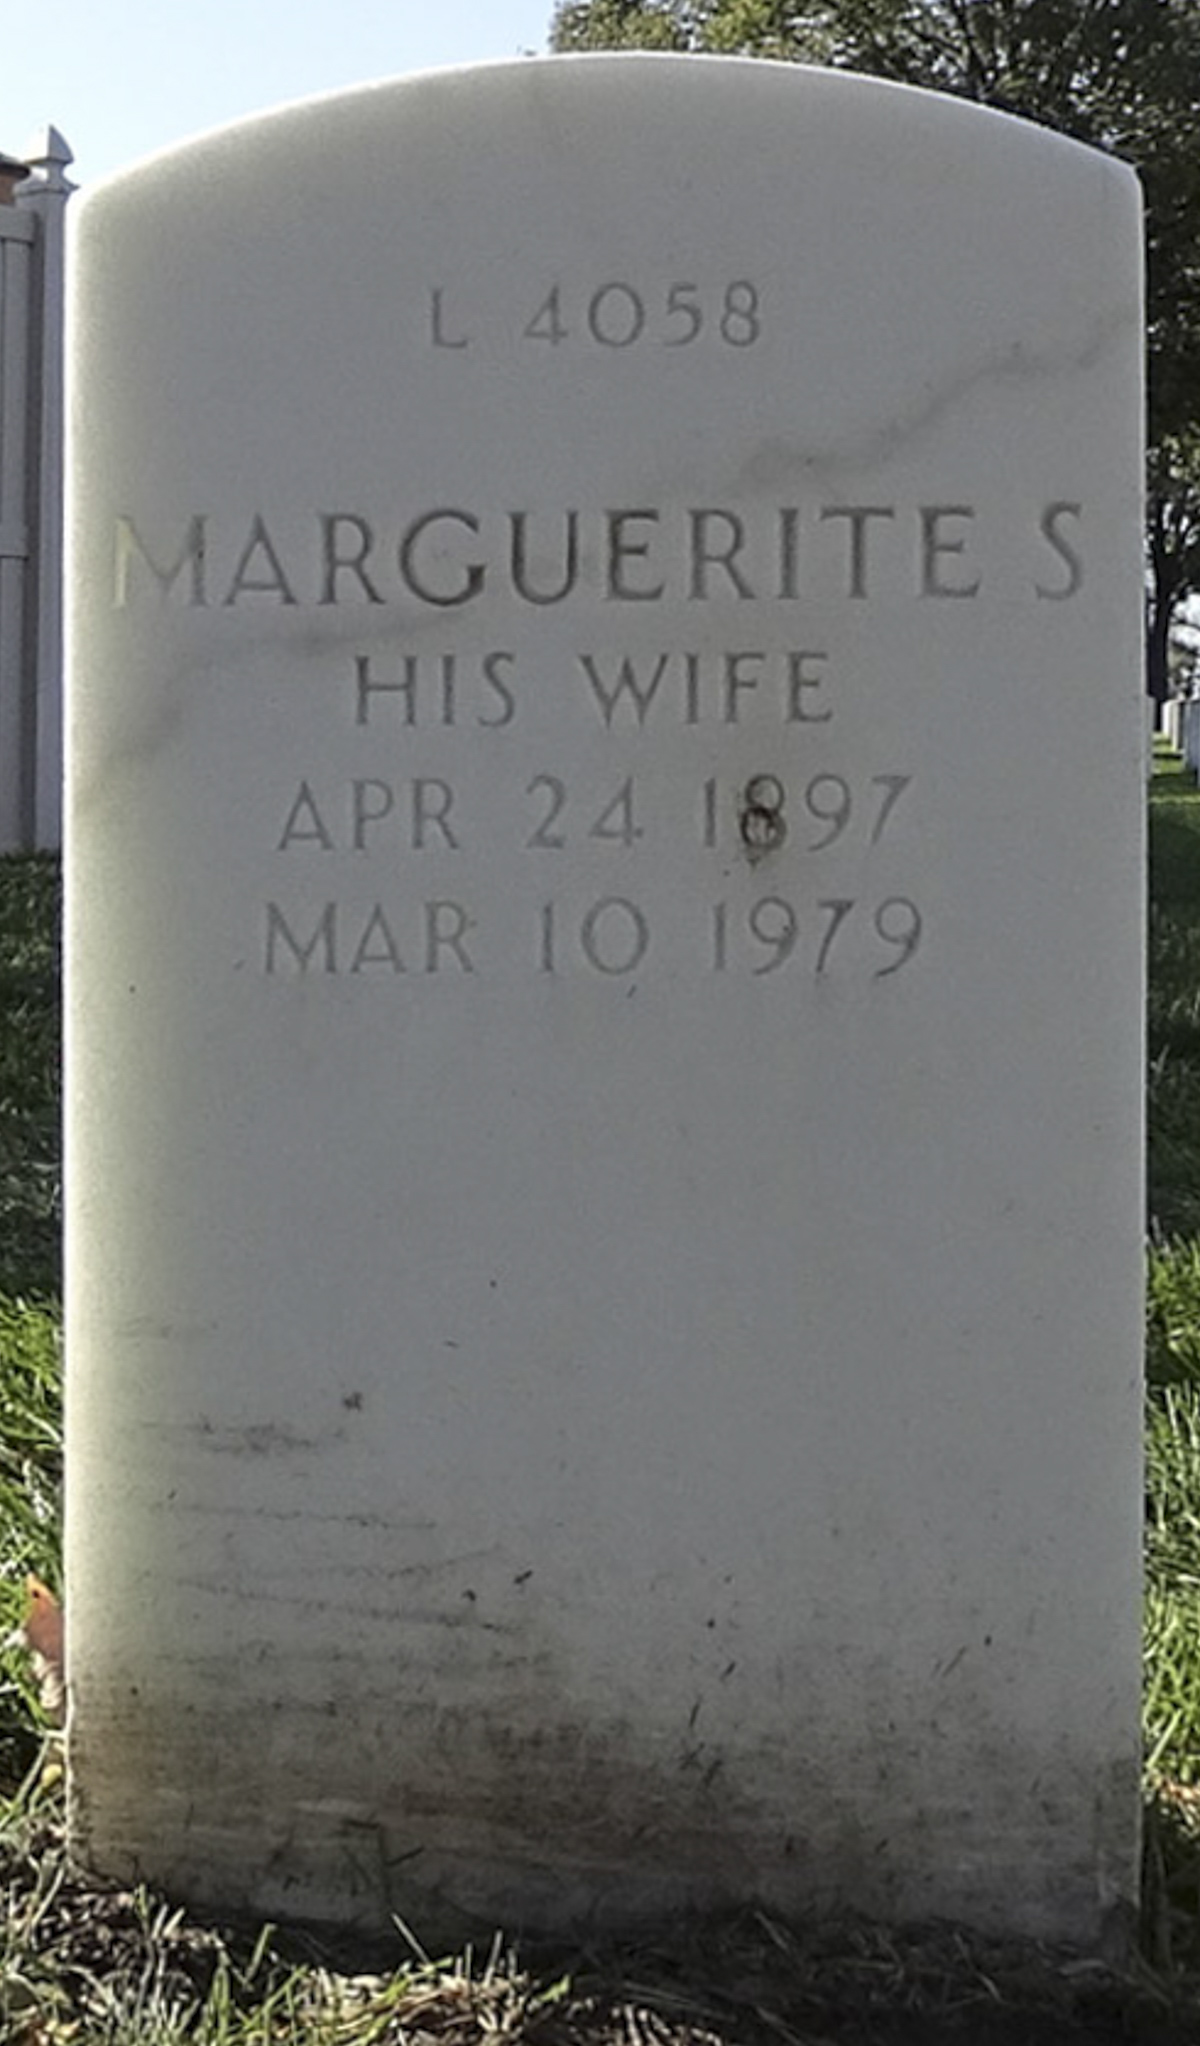 L 4058
MARGUERITE S
HIS WIFE
APR 24 1897
MAR 10 1979